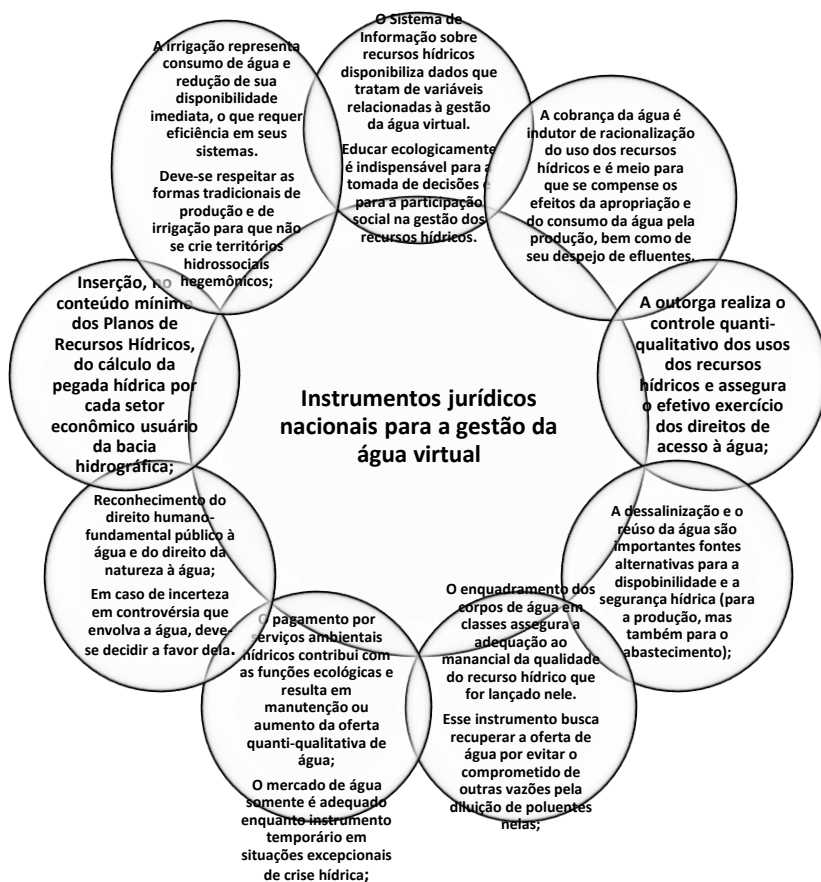 O Sistema de
Informação sobre
recursos hídricos
disponibiliza dados que
tratam de variáveis
relacionadas à gestão
da água virtual.
Educar ecologicamente
é indispensável para a
tomada de decisões e
para a participação
social na gestão dos
recursos hídricos.
A cobrança da água é
indutor de racionalização
do uso dos recursos
hídricos e é meio para
que se compense os
efeitos da apropriação e
do consumo da água pela
produção, bem como de
seu despejo de efluentes.
A outorga realiza o
controle quanti-
qualitativo dos usos
dos recursos
hídricos e assegura
o efetivo exercício
dos direitos de
acesso à água;
A dessalinização e o
reúso da água são
importantes fontes
alternativas para a
dispobinilidade e a
segurança hídrica (para
a produção, mas
também para o
abastecimento);
O enquadramento dos
corpos de água em
classes assegura a
adequação ao
manancial da qualidade
do recurso hídrico que
for lançado nele.
Esse instrumento busca
recuperar a oferta de
água por evitar o
comprometido de
outras vazões pela
diluição de poluentes
nelas;
O pagamento por
serviços ambientais
hídricos contribui com
as funções ecológicas e
resulta em
manutenção ou
aumento da oferta
quanti-qualitativa de
água;
O mercado de água
somente é adequado
enquanto instrumento
temporário em
situações excepcionais
de crise hídrica;
Reconhecimento do
direito humano-
fundamental público à
água e do direito da
natureza à água;
Em caso de incerteza
em controvérsia que
envolva a água, deve-
se decidir a favor dela.
Inserção, no
conteúdo mínimo
dos Planos de
Recursos Hídricos,
do cálculo da
pegada hídrica por
cada setor
econômico usuário
da bacia
hidrográfica;
A irrigação representa
consumo de água e
redução de sua
disponibilidade
imediata, o que requer
eficiência em seus
sistemas.
Deve-se respeitar as
formas tradicionais de
produção e de
irrigação para que não
se crie territórios
hidrossociais
hegemônicos;
Instrumentos jurídicos
nacionais para a gestão da
água virtual